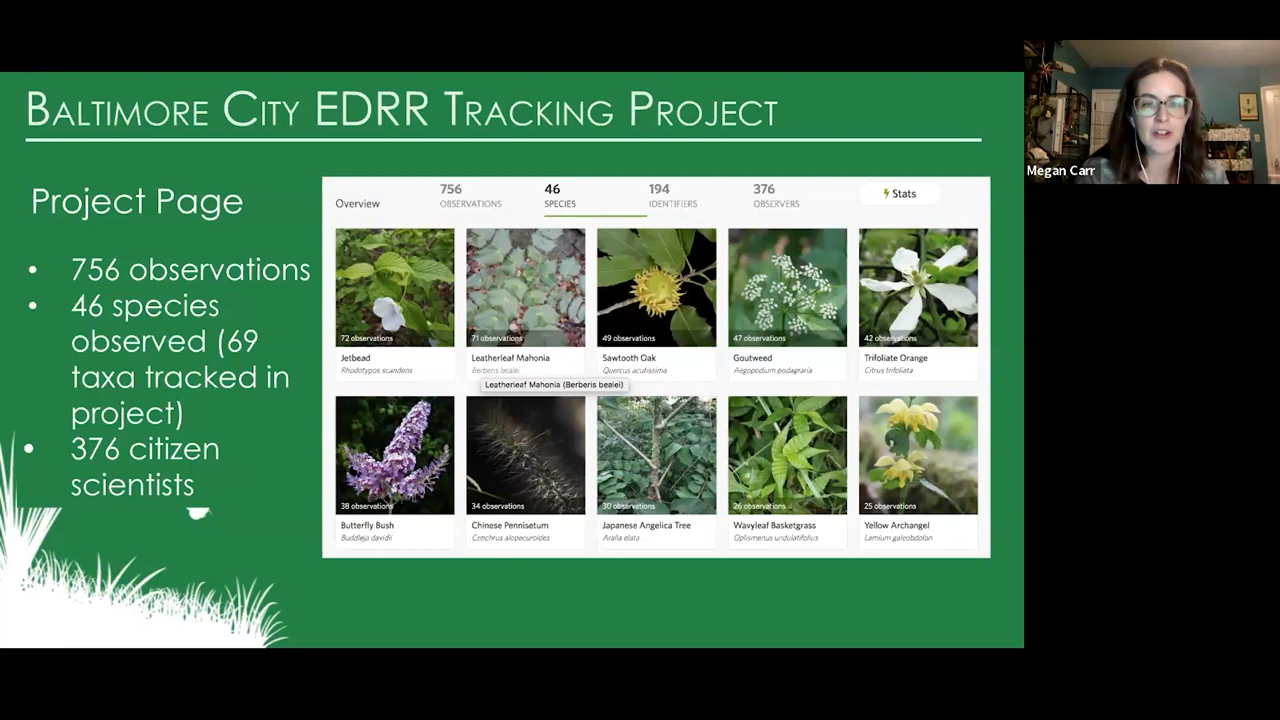 BALTIMORE CITY EDRR TRACKING PROJECT
Megan Carr
Project Page
• 756 observations
• 46 species
observed (69
taxa tracked in
project)
• 376 citizen
scientists
Overview
756
OBSERVATIONS
46
SPECIES
194
IDENTIFIERS
376
OBSERVERS
Stats
72 observations
Jetbead
Rhodotypos scandens
71 observations
Leatherleaf Mahonia
Berberis bealei
Leatherleaf Mahonia (Berberis bealei)
49 observations
Sawtooth Oak
Quercus acutissima
47 observations
Goutweed
Aegopodium podagraria
42 observations
Trifoliate Orange
Citrus trifoliata
38 observations
Butterfly Bush
Buddleja davidii
34 observations
Chinese Pennisetum
Cenchrus alopecuroides
30 observations
Japanese Angelica Tree
Aralia elata
26 observations
Wavyleaf Basketgrass
Oplismenus undulatifolius
25 observations
Yellow Archangel
Lamium galeobdolon